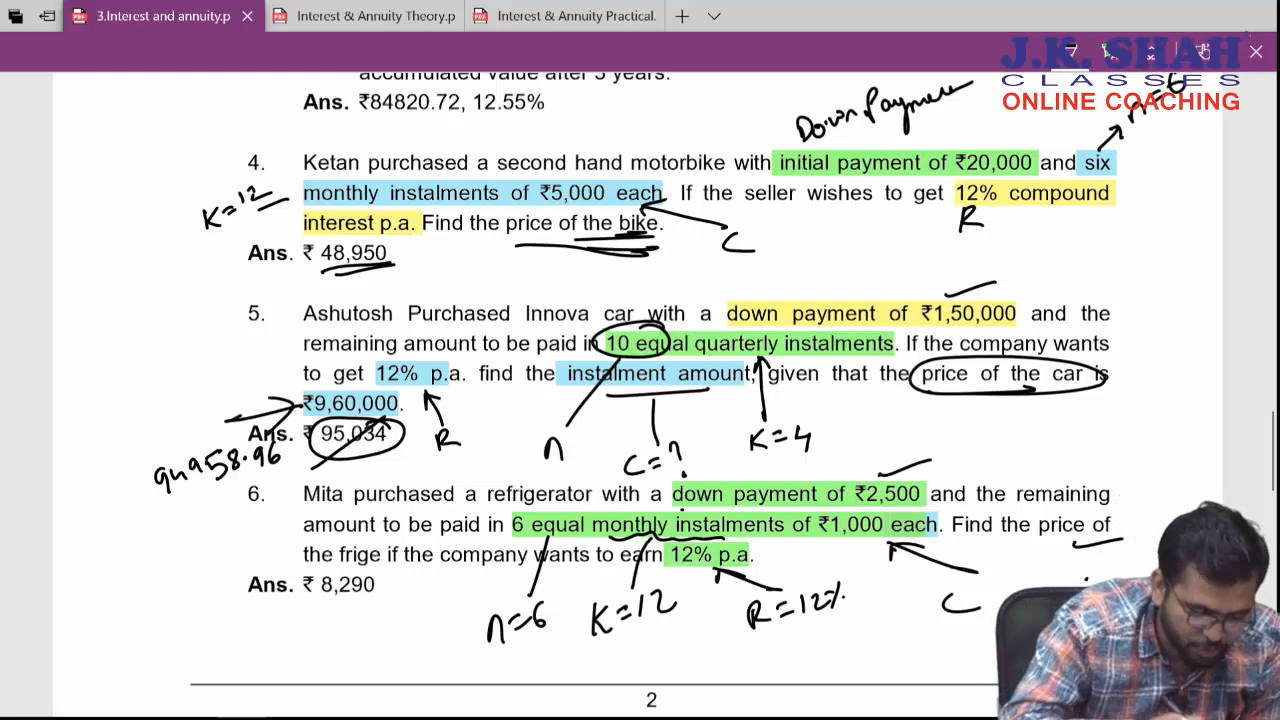 3.Interest and annuity.p
Interest & Annuity Theory.p
Interest & Annuity Practical.
J.K. SHAH
CLASSES
ONLINE COACHING
accumulated value after 5 years.
Ans. ₹84820.72, 12.55%
Down Payment
n=6
4. Ketan purchased a second hand motorbike with initial payment of ₹20,000 and six
monthly instalments of ₹5,000 each. If the seller wishes to get 12% compound
K=12
interest p.a. Find the price of the bike.
R
C
Ans. ₹ 48,950
5. Ashutosh Purchased Innova car with a down payment of ₹1,50,000 and the
remaining amount to be paid in 10 equal quarterly instalments. If the company wants
to get 12% p.a. find the instalment amount, given that the price of the car is
₹9,60,000.
Ans. ₹ 95,034
R
n
C=?
K=4
94958.96
6. Mita purchased a refrigerator with a down payment of ₹2,500 and the remaining
amount to be paid in 6 equal monthly instalments of ₹1,000 each. Find the price of
the frige if the company wants to earn 12% p.a.
Ans. ₹ 8,290
n=6
K=12
R=12%
C
2